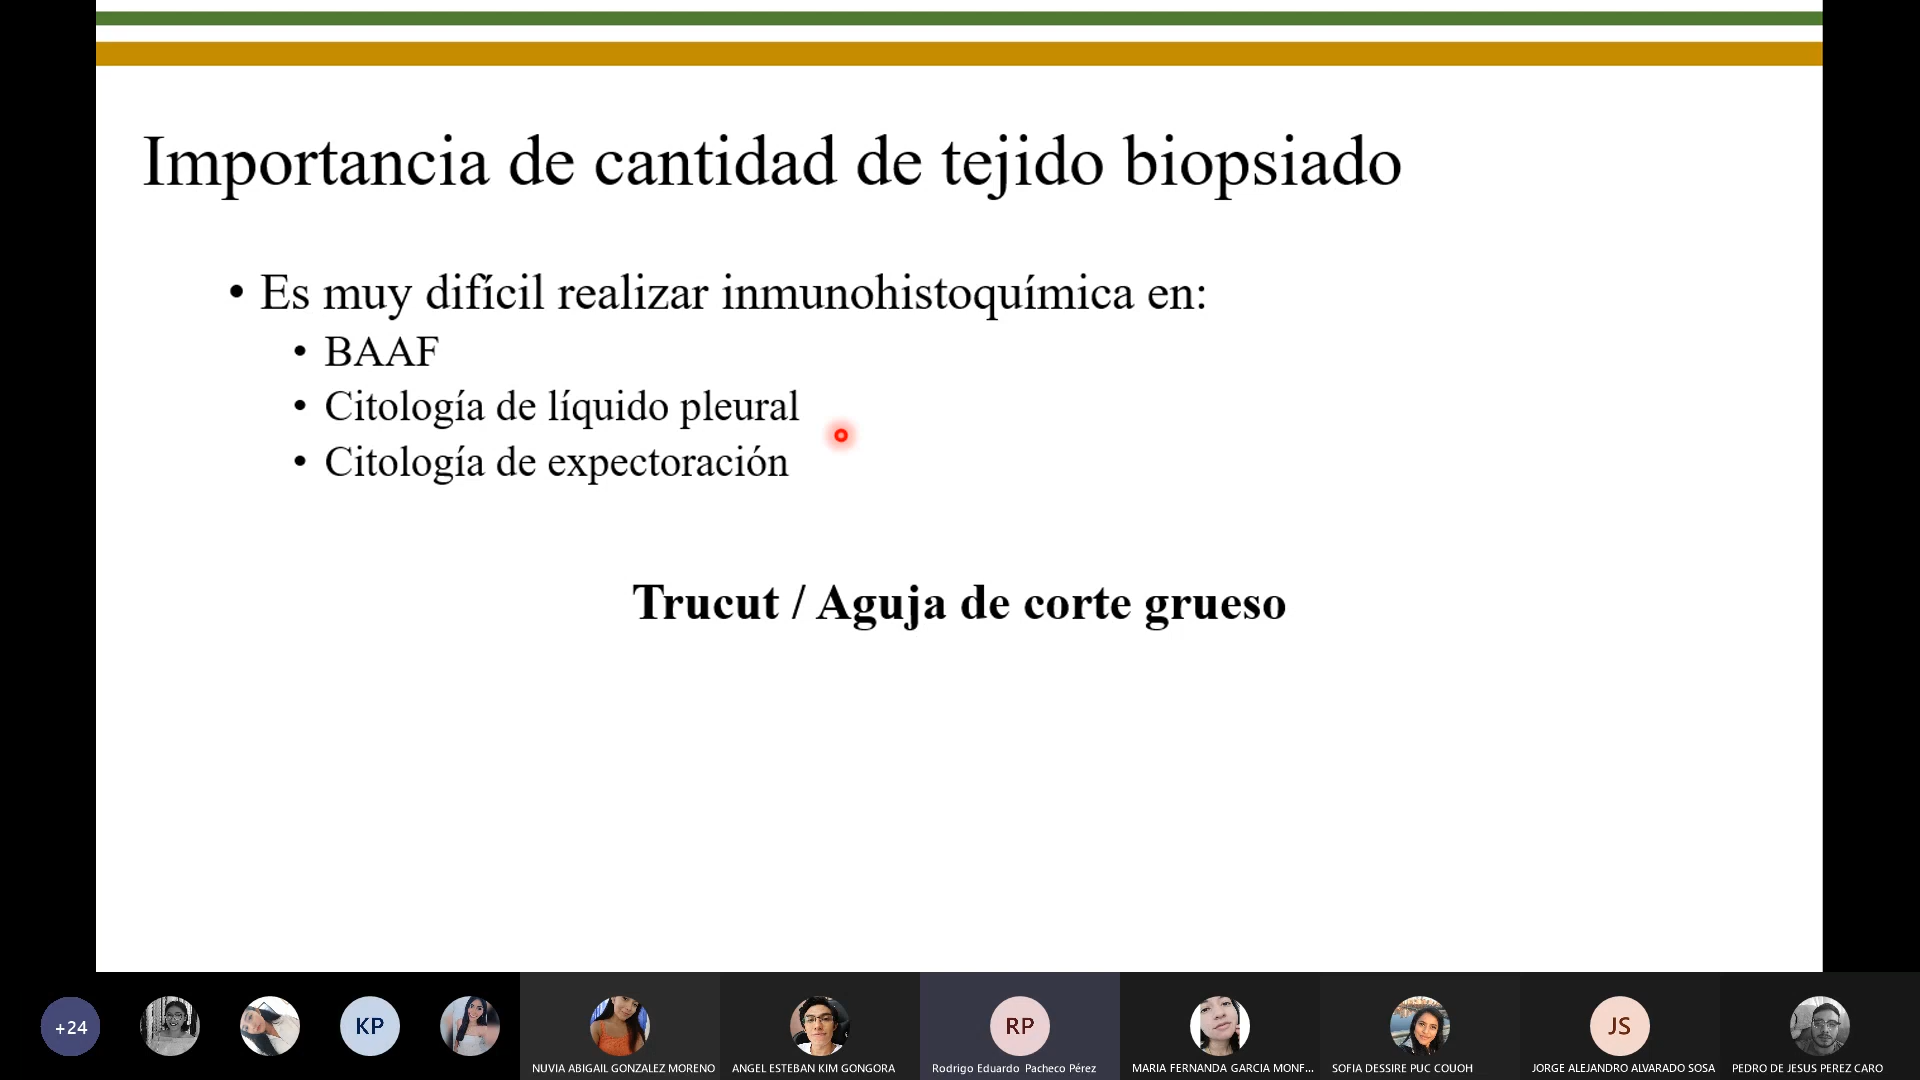 Importancia de cantidad de tejido biopsiado
• Es muy difícil realizar inmunohistoquímica en:
• BAAF
• Citología de líquido pleural
• Citología de expectoración
Trucut / Aguja de corte grueso
+24
KP
RP
JS
NUVIA ABIGAIL GONZALEZ MORENO
ANGEL ESTEBAN KIM GONGORA
Rodrigo Eduardo Pacheco Pérez
MARIA FERNANDA GARCIA MONF...
SOFIA DESSIRE PUC COUOH
JORGE ALEJANDRO ALVARADO SOSA
PEDRO DE JESUS PEREZ CARO